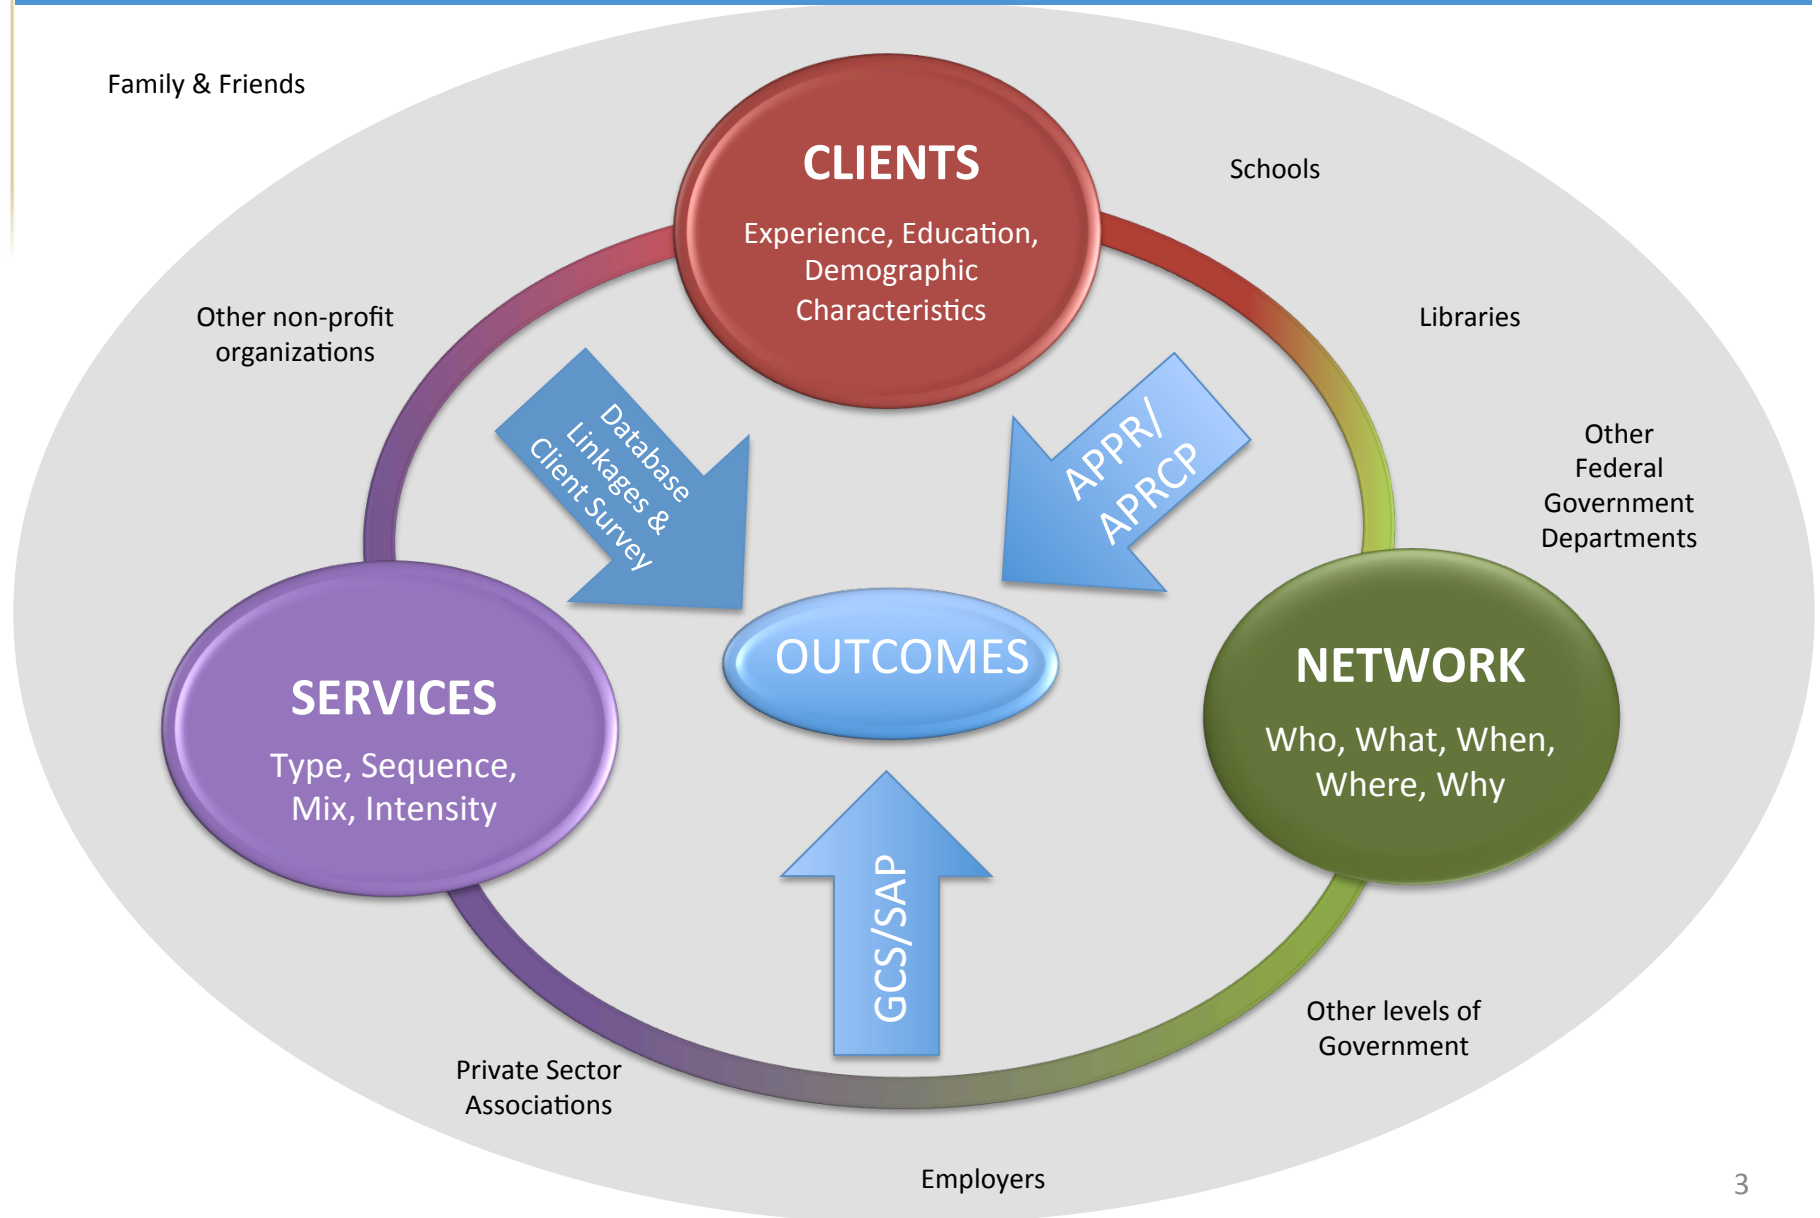 Family & Friends
CLIENTS
Experience, Education,
Demographic
Characteristics
Schools
Other non-profit
organizations
Libraries
Database
Linkages &
Client Survey
APPR/
APRCP
Other
Federal
Government
Departments
OUTCOMES
SERVICES
Type, Sequence,
Mix, Intensity
NETWORK
Who, What, When,
Where, Why
GCS/SAP
Other levels of
Government
Private Sector
Associations
Employers
3